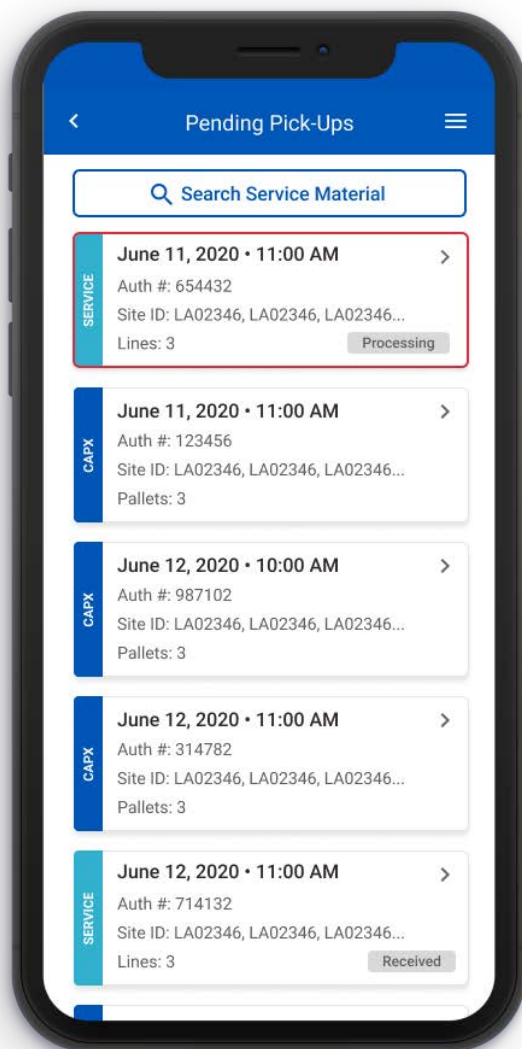 Pending Pick-Ups
Search Service Material
SERVICE
June 11, 2020 • 11:00 AM
Auth #: 654432
Site ID: LA02346, LA02346, LA02346...
Lines: 3
Processing
CAPX
June 11, 2020 • 11:00 AM
Auth #: 123456
Site ID: LA02346, LA02346, LA02346...
Pallets: 3
CAPX
June 12, 2020 • 10:00 AM
Auth #: 987102
Site ID: LA02346, LA02346, LA02346...
Pallets: 3
CAPX
June 12, 2020 • 11:00 AM
Auth #: 314782
Site ID: LA02346, LA02346, LA02346...
Pallets: 3
SERVICE
June 12, 2020 • 11:00 AM
Auth #: 714132
Site ID: LA02346, LA02346, LA02346...
Lines: 3
Received